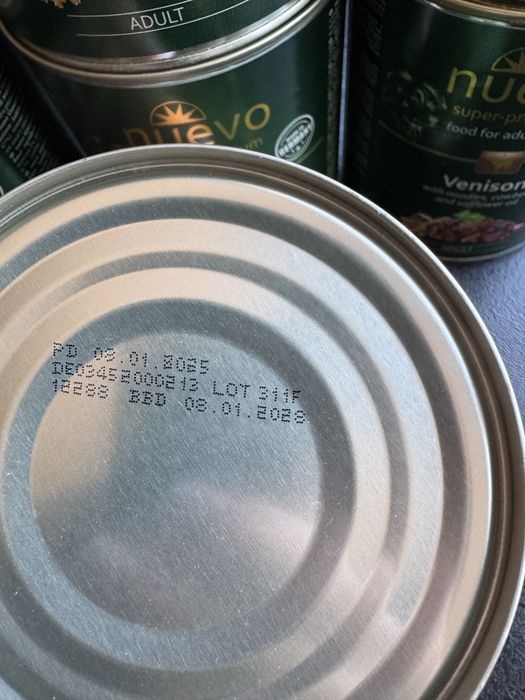 ADULT
nuevo
nuevo
super-pr
food for adu
Venison
PD 08.01.2025
DE03452000213 LOT 311F
12288 BBD 08.01.2028